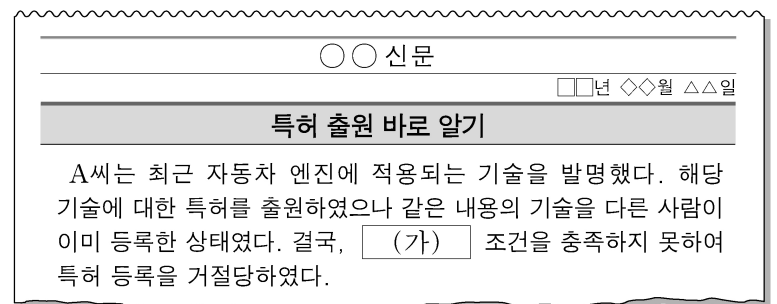 ○○신문
□□년 ◇◇월 △△일
특허 출원 바로 알기
A씨는 최근 자동차 엔진에 적용되는 기술을 발명했다. 해당
기술에 대한 특허를 출원하였으나 같은 내용의 기술을 다른 사람이
이미 등록한 상태였다. 결국, (가) 조건을 충족하지 못하여
특허 등록을 거절당하였다.